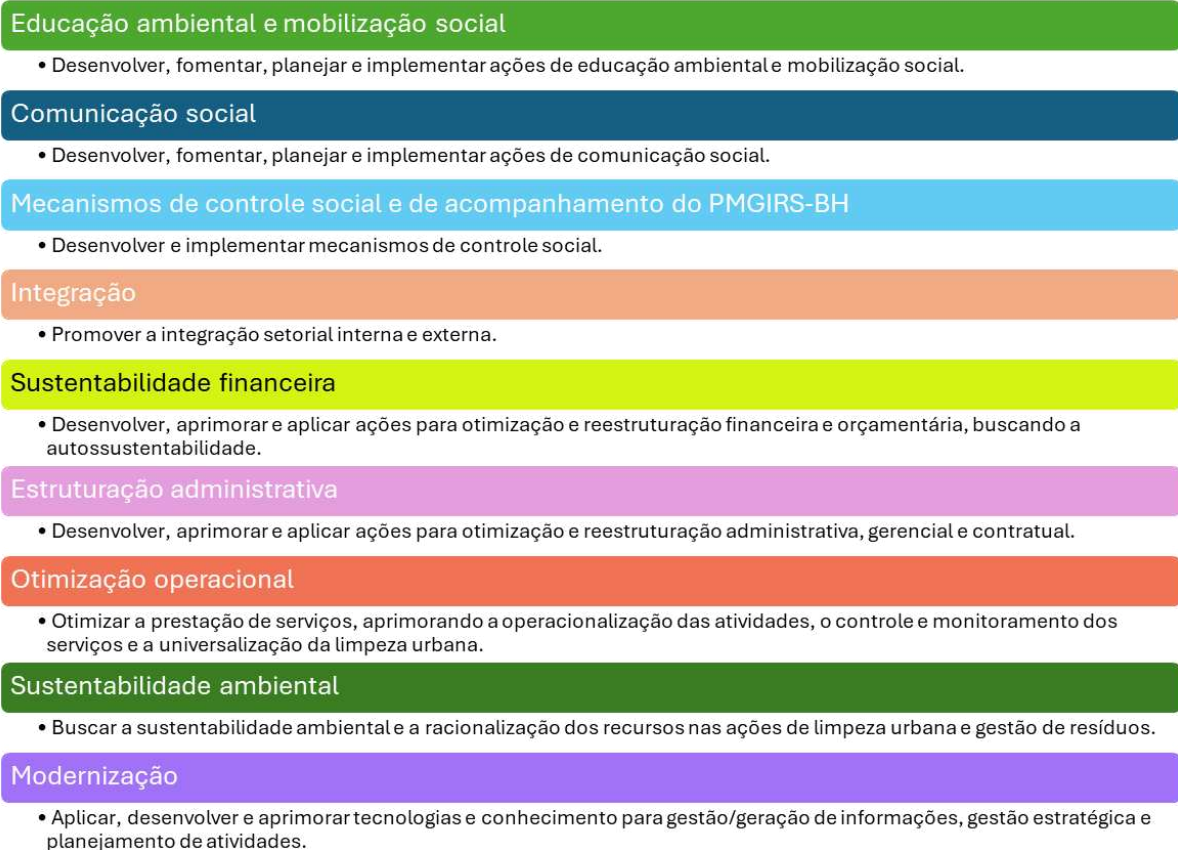 Educação ambiental e mobilização social
• Desenvolver, fomentar, planejar e implementar ações de educação ambiental e mobilização social.
Comunicação social
• Desenvolver, fomentar, planejar e implementar ações de comunicação social.
Mecanismos de controle social e de acompanhamento do PMGIRS-BH
• Desenvolver e implementar mecanismos de controle social.
Integração
• Promover a integração setorial interna e externa.
Sustentabilidade financeira
• Desenvolver, aprimorar e aplicar ações para otimização e reestruturação financeira e orçamentária, buscando a
autossustentabilidade.
Estruturação administrativa
• Desenvolver, aprimorar e aplicar ações para otimização e reestruturação administrativa, gerencial e contratual.
Otimização operacional
• Otimizar a prestação de serviços, aprimorando a operacionalização das atividades, o controle e monitoramento dos
serviços e a universalização da limpeza urbana.
Sustentabilidade ambiental
• Buscar a sustentabilidade ambiental e a racionalização dos recursos nas ações de limpeza urbana e gestão de resíduos.
Modernização
• Aplicar, desenvolver e aprimorar tecnologias e conhecimento para gestão/geração de informações, gestão estratégica e
planejamento de atividades.